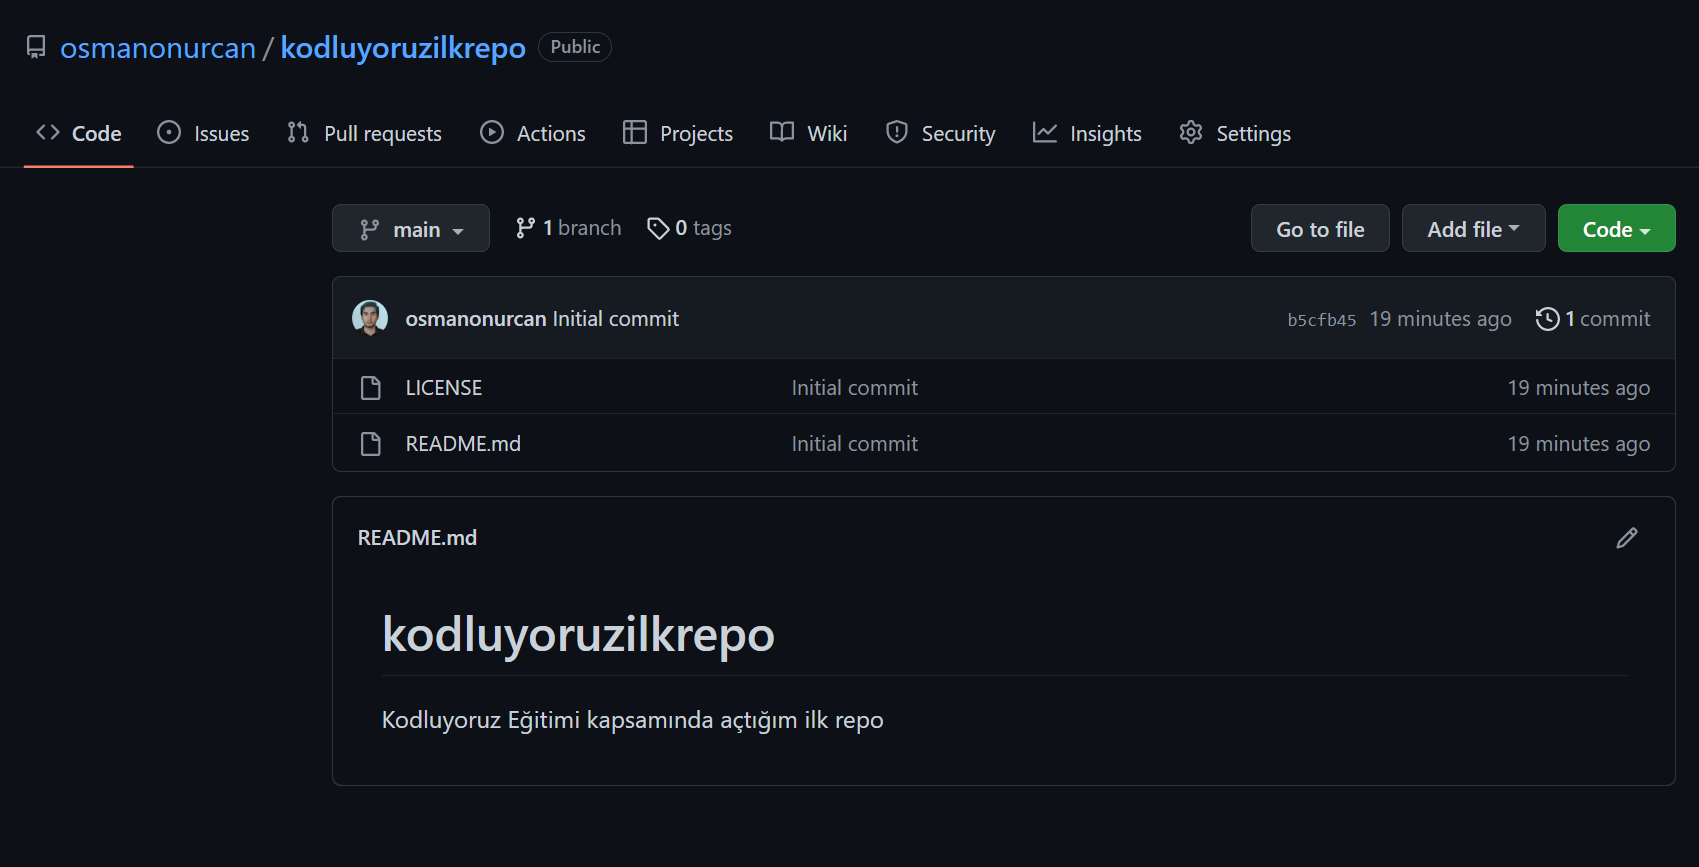 osmanonurcan / kodluyoruzilkrepo Public
Code Issues Pull requests Actions Projects Wiki Security Insights Settings
main 1 branch 0 tags Go to file Add file Code
osmanonurcan Initial commit b5cfb45 19 minutes ago 1 commit
LICENSE Initial commit 19 minutes ago
README.md Initial commit 19 minutes ago
README.md
kodluyoruzilkrepo
Kodluyoruz Eğitimi kapsamında açtığım ilk repo